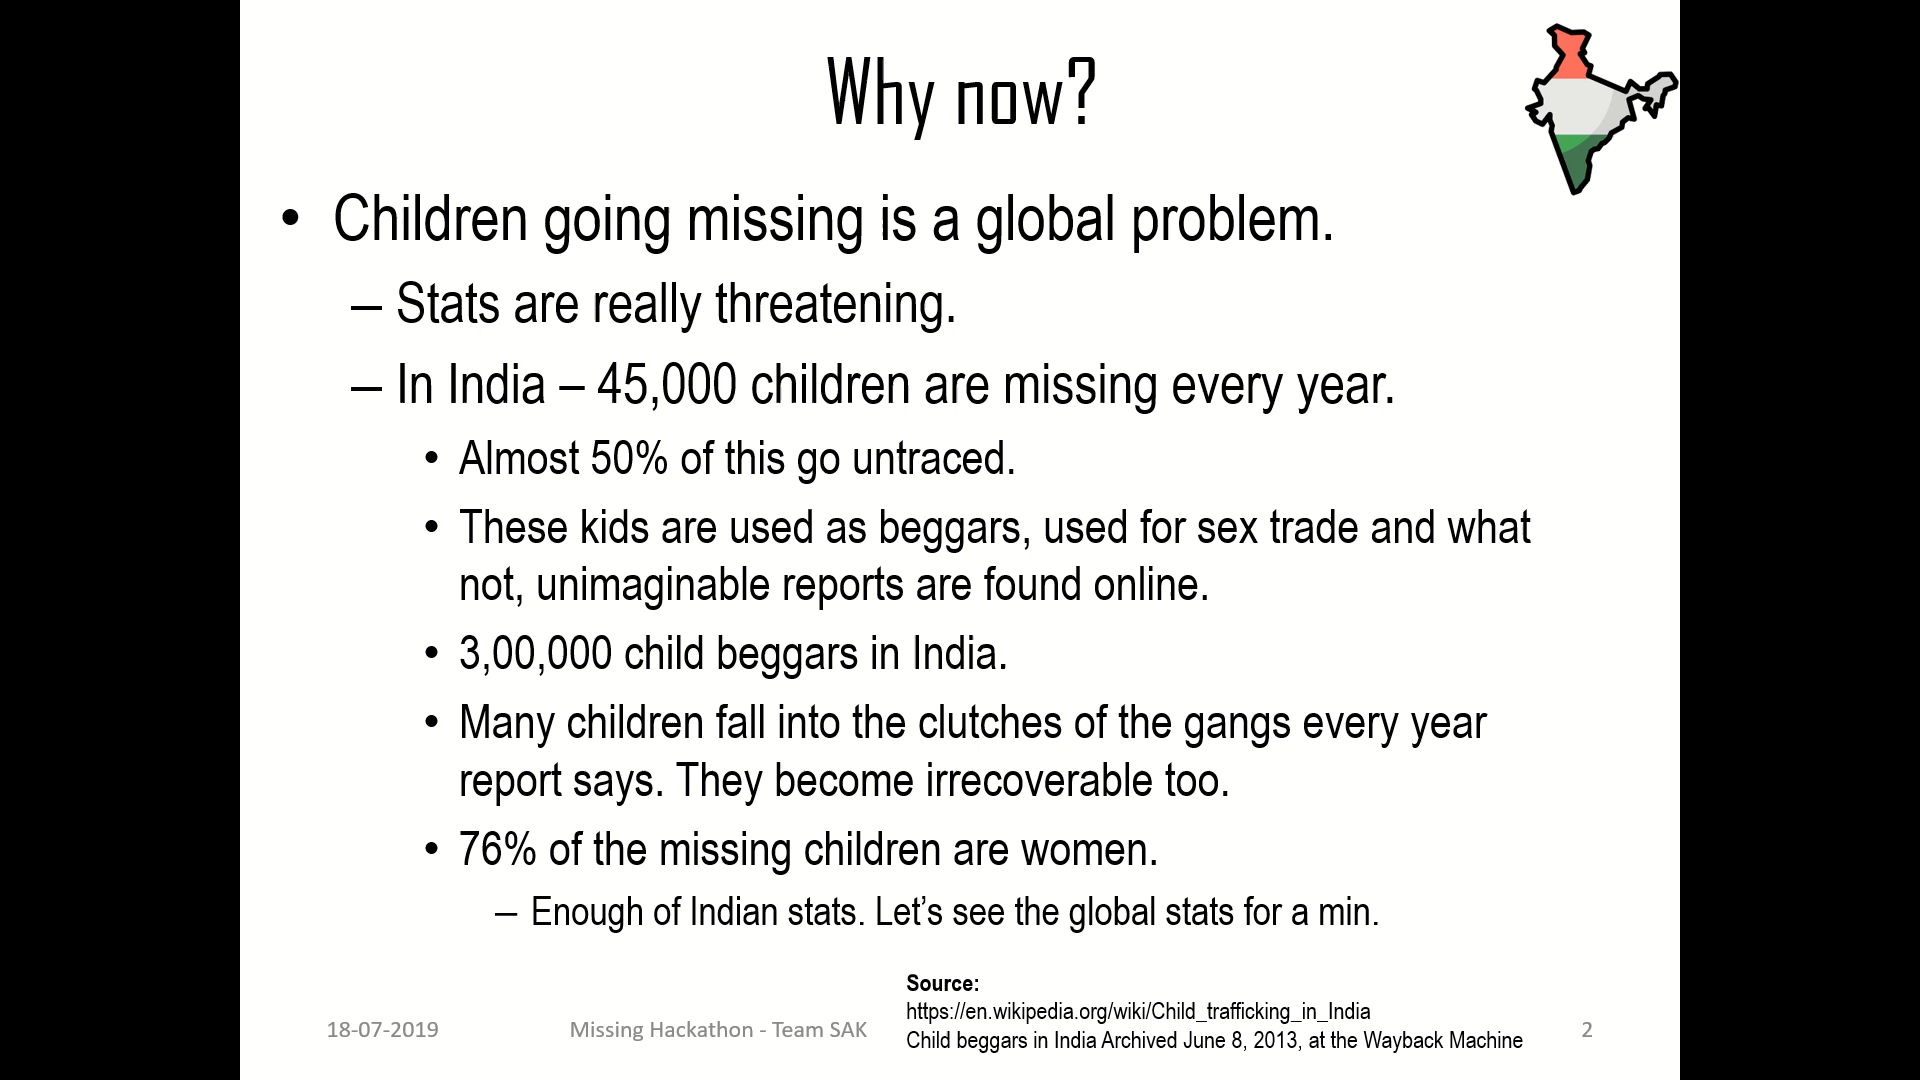 Why now?
• Children going missing is a global problem.
– Stats are really threatening.
– In India – 45,000 children are missing every year.
• Almost 50% of this go untraced.
• These kids are used as beggars, used for sex trade and what
not, unimaginable reports are found online.
• 3,00,000 child beggars in India.
• Many children fall into the clutches of the gangs every year
report says. They become irrecoverable too.
• 76% of the missing children are women.
– Enough of Indian stats. Let’s see the global stats for a min.
Source:
https://en.wikipedia.org/wiki/Child_trafficking_in_India
Child beggars in India Archived June 8, 2013, at the Wayback Machine
18-07-2019
Missing Hackathon - Team SAK
2